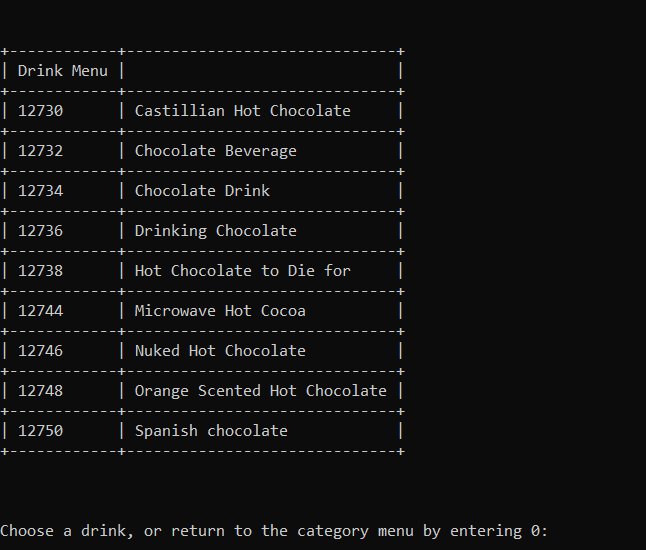 Drink Menu
12730 Castillian Hot Chocolate
12732 Chocolate Beverage
12734 Chocolate Drink
12736 Drinking Chocolate
12738 Hot Chocolate to Die for
12744 Microwave Hot Cocoa
12746 Nuked Hot Chocolate
12748 Orange Scented Hot Chocolate
12750 Spanish chocolate
Choose a drink, or return to the category menu by entering 0: